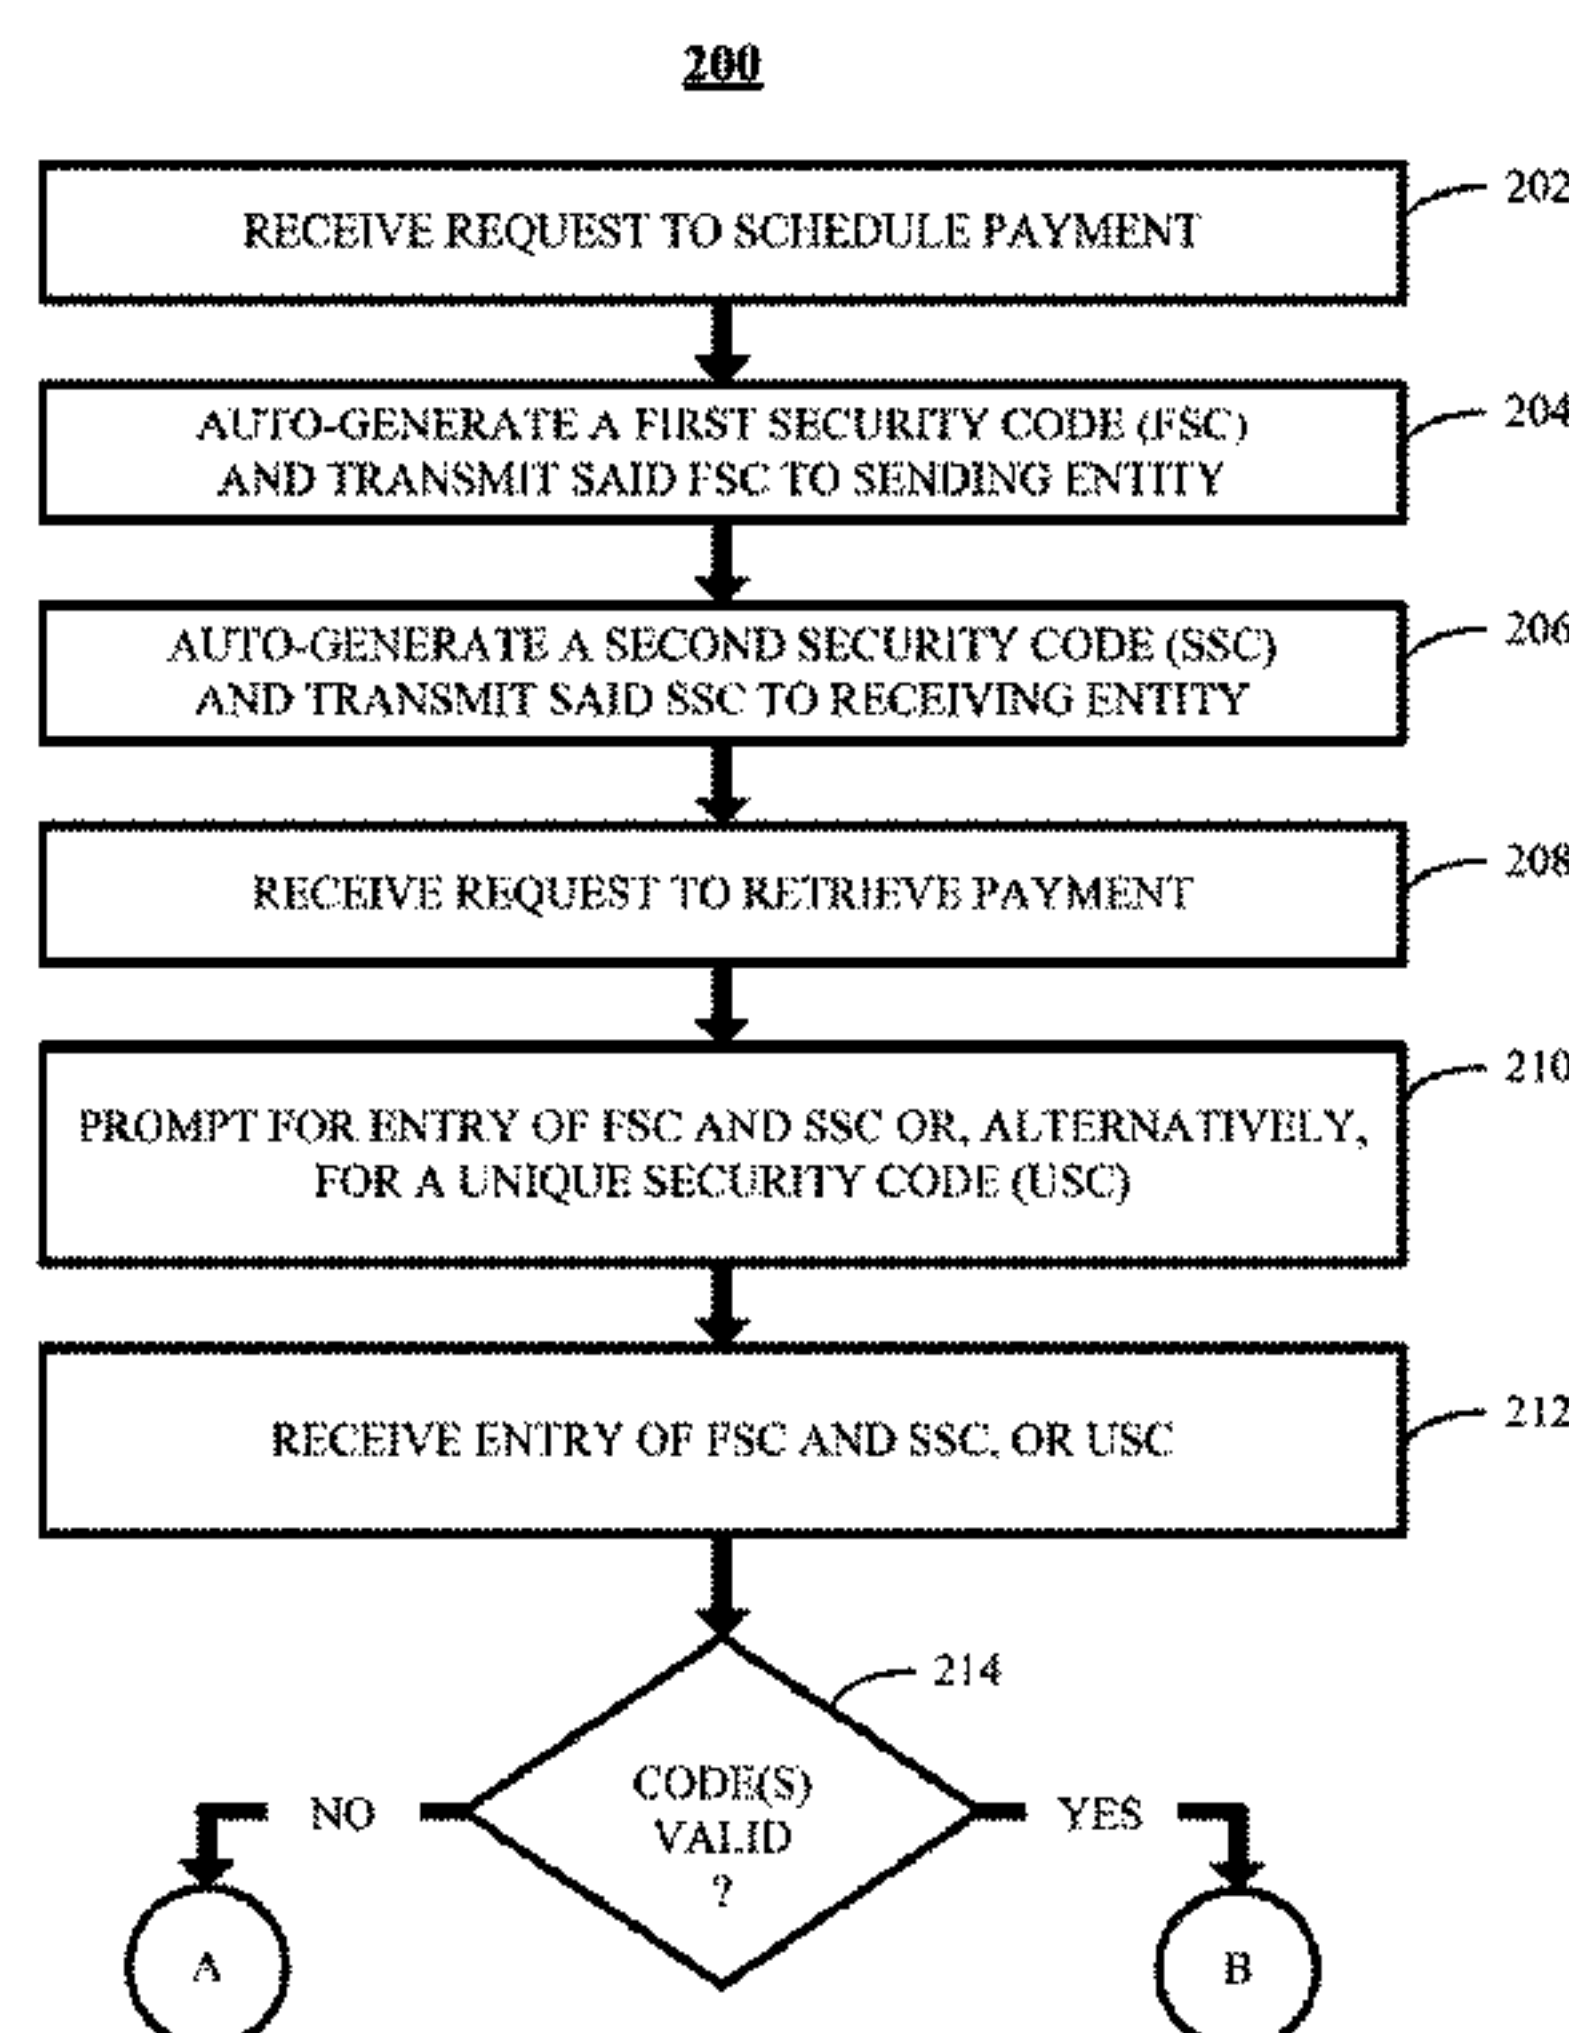 200
RECEIVE REQUEST TO SCHEDULE PAYMENT
202
AUTO-GENERATE A FIRST SECURITY CODE (FSC)
AND TRANSMIT SAID FSC TO SENDING ENTITY
204
AUTO-GENERATE A SECOND SECURITY CODE (SSC)
AND TRANSMIT SAID SSC TO RECEIVING ENTITY
206
RECEIVE REQUEST TO RETRIEVE PAYMENT
208
PROMPT FOR ENTRY OF FSC AND SSC OR, ALTERNATIVELY,
FOR A UNIQUE SECURITY CODE (USC)
210
RECEIVE ENTRY OF FSC AND SSC, OR USC
212
214
CODE(S)
VALID
?
NO
YES
A
B